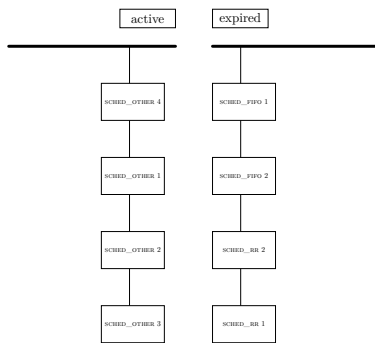 active
expired
SCHED_OTHER 4
SCHED_FIFO 1
SCHED_OTHER 1
SCHED_FIFO 2
SCHED_OTHER 2
SCHED_RR 2
SCHED_OTHER 3
SCHED_RR 1